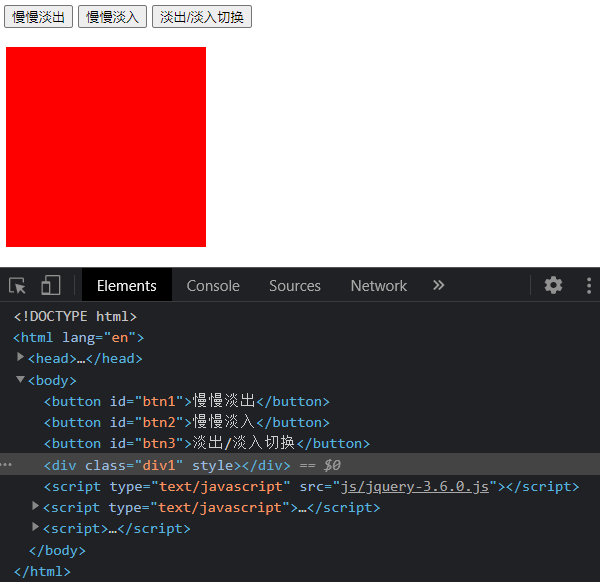 慢慢淡出 慢慢淡入 淡出/淡入切换
Elements Console Sources Network »
<!DOCTYPE html>
<html lang="en">
<head>…</head>
<body>
<button id="btn1">慢慢淡出</button>
<button id="btn2">慢慢淡入</button>
<button id="btn3">淡出/淡入切换</button>
<div class="div1" style></div> == $0
<script type="text/javascript" src="js/jquery-3.6.0.js"></script>
<script type="text/javascript">…</script>
<script>…</script>
</body>
</html>